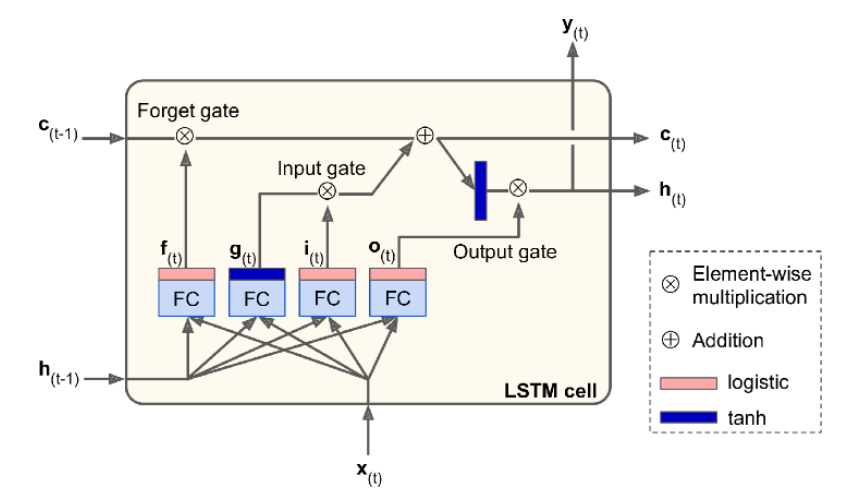 y(t)
Forget gate
c(t-1)
c(t)
Input gate
h(t)
f(t) g(t) i(t) o(t)
Output gate
FC FC FC FC
h(t-1)
LSTM cell
x(t)
Element-wise
multiplication
Addition
logistic
tanh